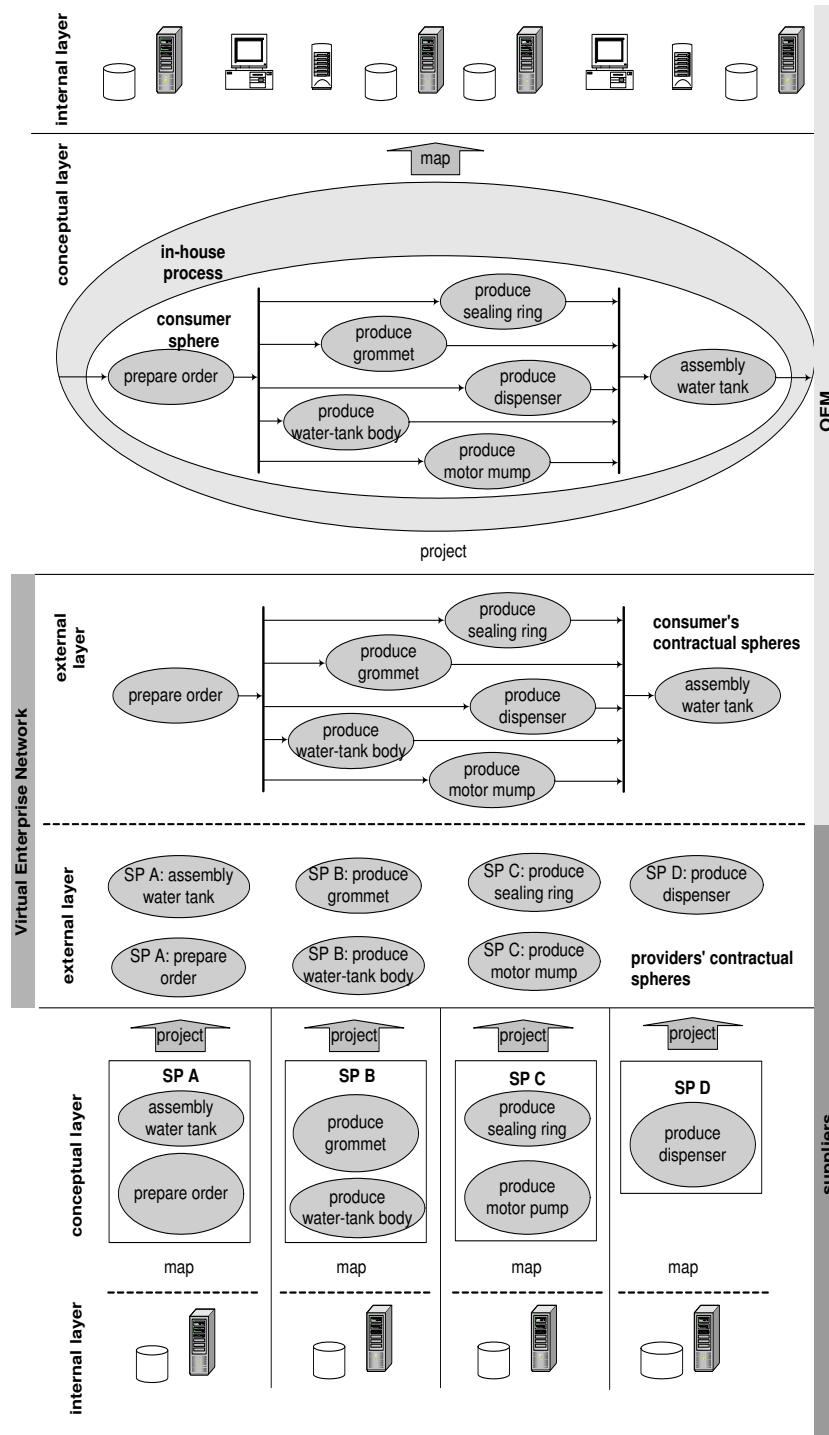 internal layer
map
conceptual layer
in-house
process
consumer
sphere
prepare order
produce
sealing ring
produce
grommet
produce
dispenser
produce
water-tank body
produce
motor mump
assembly
water tank
OEM
project
Virtual Enterprise Network
external
layer
prepare order
produce
sealing ring
produce
grommet
produce
dispenser
produce
water-tank body
produce
motor mump
consumer's
contractual spheres
assembly
water tank
external layer
SP A: assembly
water tank
SP B: produce
grommet
SP C: produce
sealing ring
SP D: produce
dispenser
SP A: prepare
order
SP B: produce
water-tank body
SP C: produce
motor mump
providers' contractual
spheres
project
project
project
project
conceptual layer
SP A
assembly
water tank
prepare order
SP B
produce
grommet
produce
water-tank body
SP C
produce
sealing ring
produce
motor pump
SP D
produce
dispenser
suppliers
map
map
map
map
internal layer